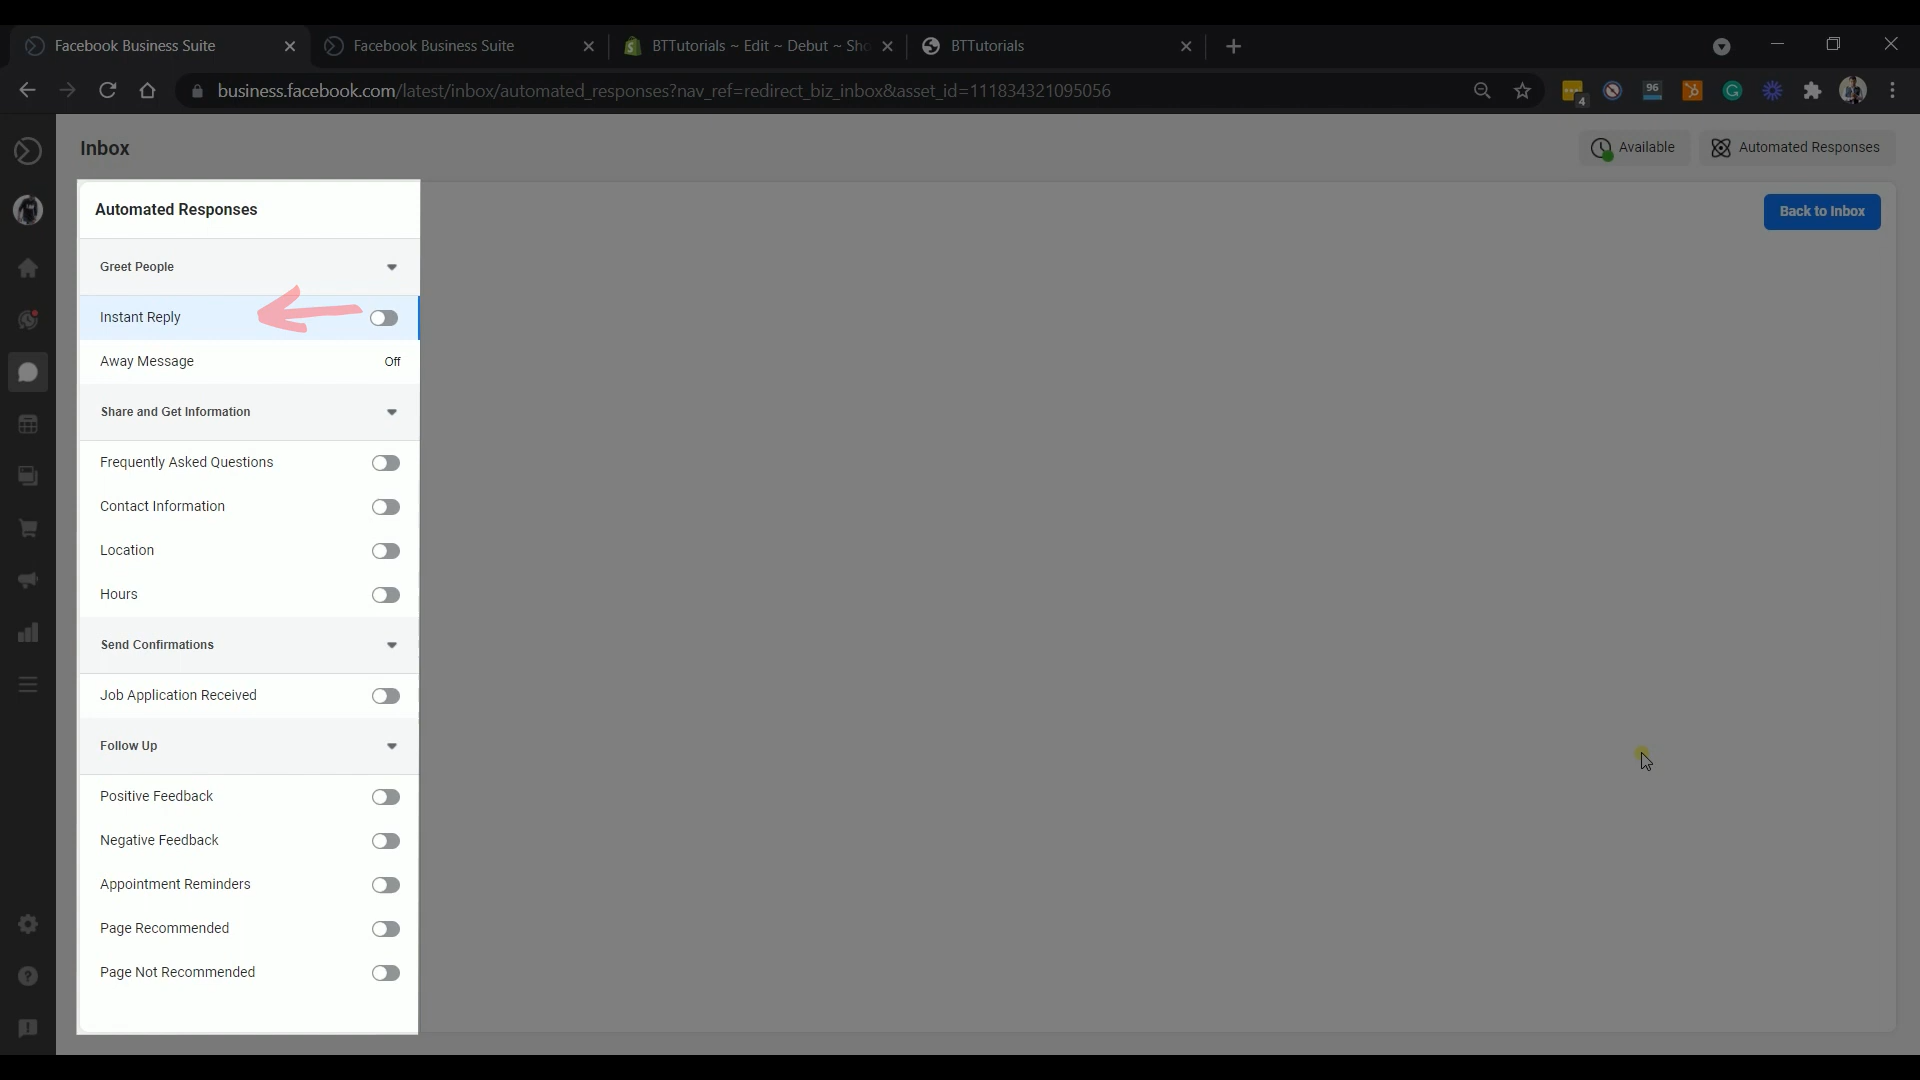 Facebook Business Suite
Facebook Business Suite
BTTutorials ~ Edit ~ Debut ~ Sho
BTTutorials
business.facebook.com/latest/inbox/automated_responses?nav_ref=redirect_biz_inbox&asset_id=111834321095056
4
96
Inbox
Available
Automated Responses
Automated Responses
Back to Inbox
Greet People
Instant Reply
Away Message
Off
Share and Get Information
Frequently Asked Questions
Contact Information
Location
Hours
Send Confirmations
Job Application Received
Follow Up
Positive Feedback
Negative Feedback
Appointment Reminders
Page Recommended
Page Not Recommended